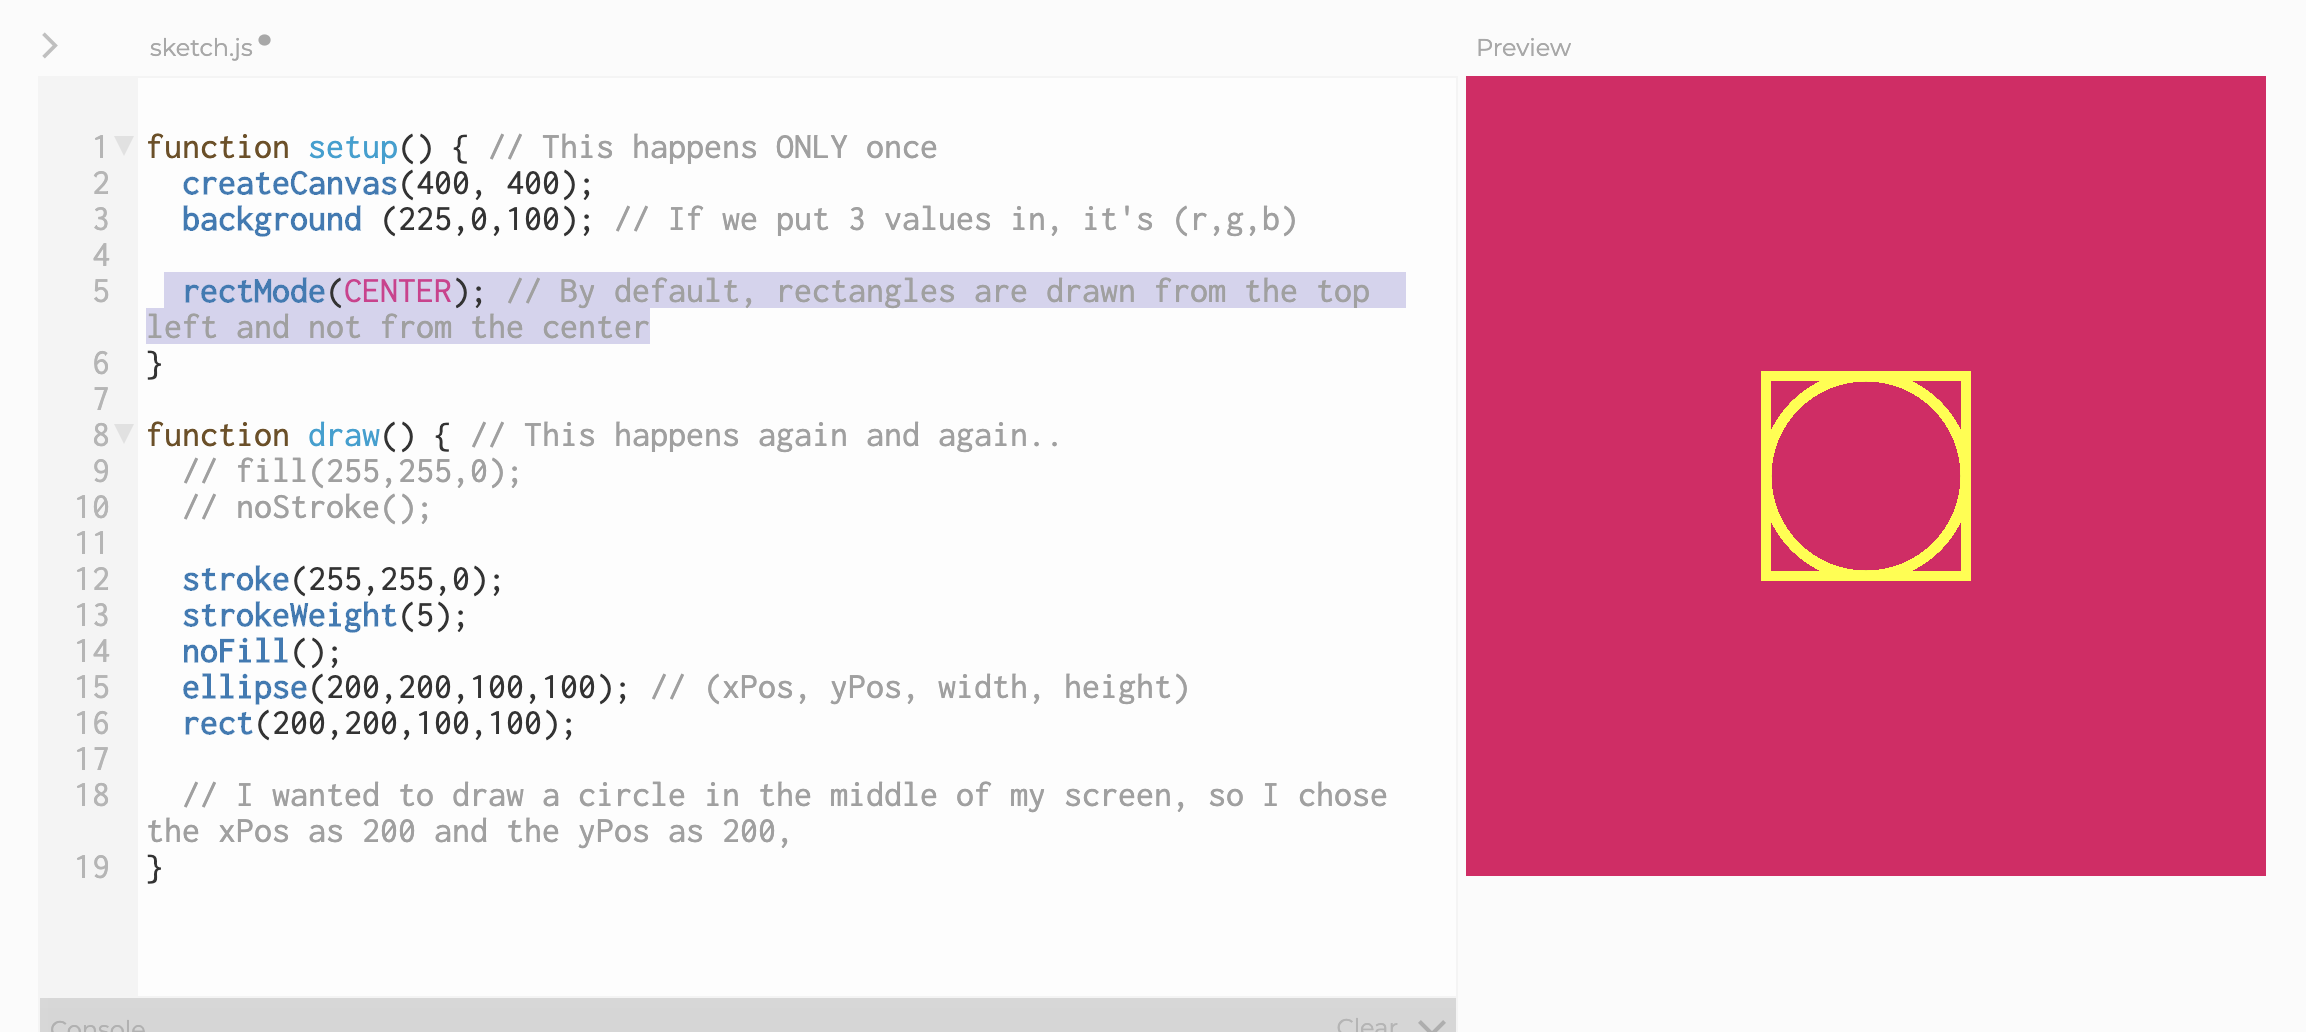 sketch.js
Preview
1 function setup() { // This happens ONLY once
2 createCanvas(400, 400);
3 background (225,0,100); // If we put 3 values in, it's (r,g,b)
4
5 rectMode(CENTER); // By default, rectangles are drawn from the top
left and not from the center
6 }
7
8 function draw() { // This happens again and again..
9 // fill(255,255,0);
10 // noStroke();
11
12 stroke(255,255,0);
13 strokeWeight(5);
14 noFill();
15 ellipse(200,200,100,100); // (xPos, yPos, width, height)
16 rect(200,200,100,100);
17
18 // I wanted to draw a circle in the middle of my screen, so I chose
the xPos as 200 and the yPos as 200,
19 }
Console
Clear